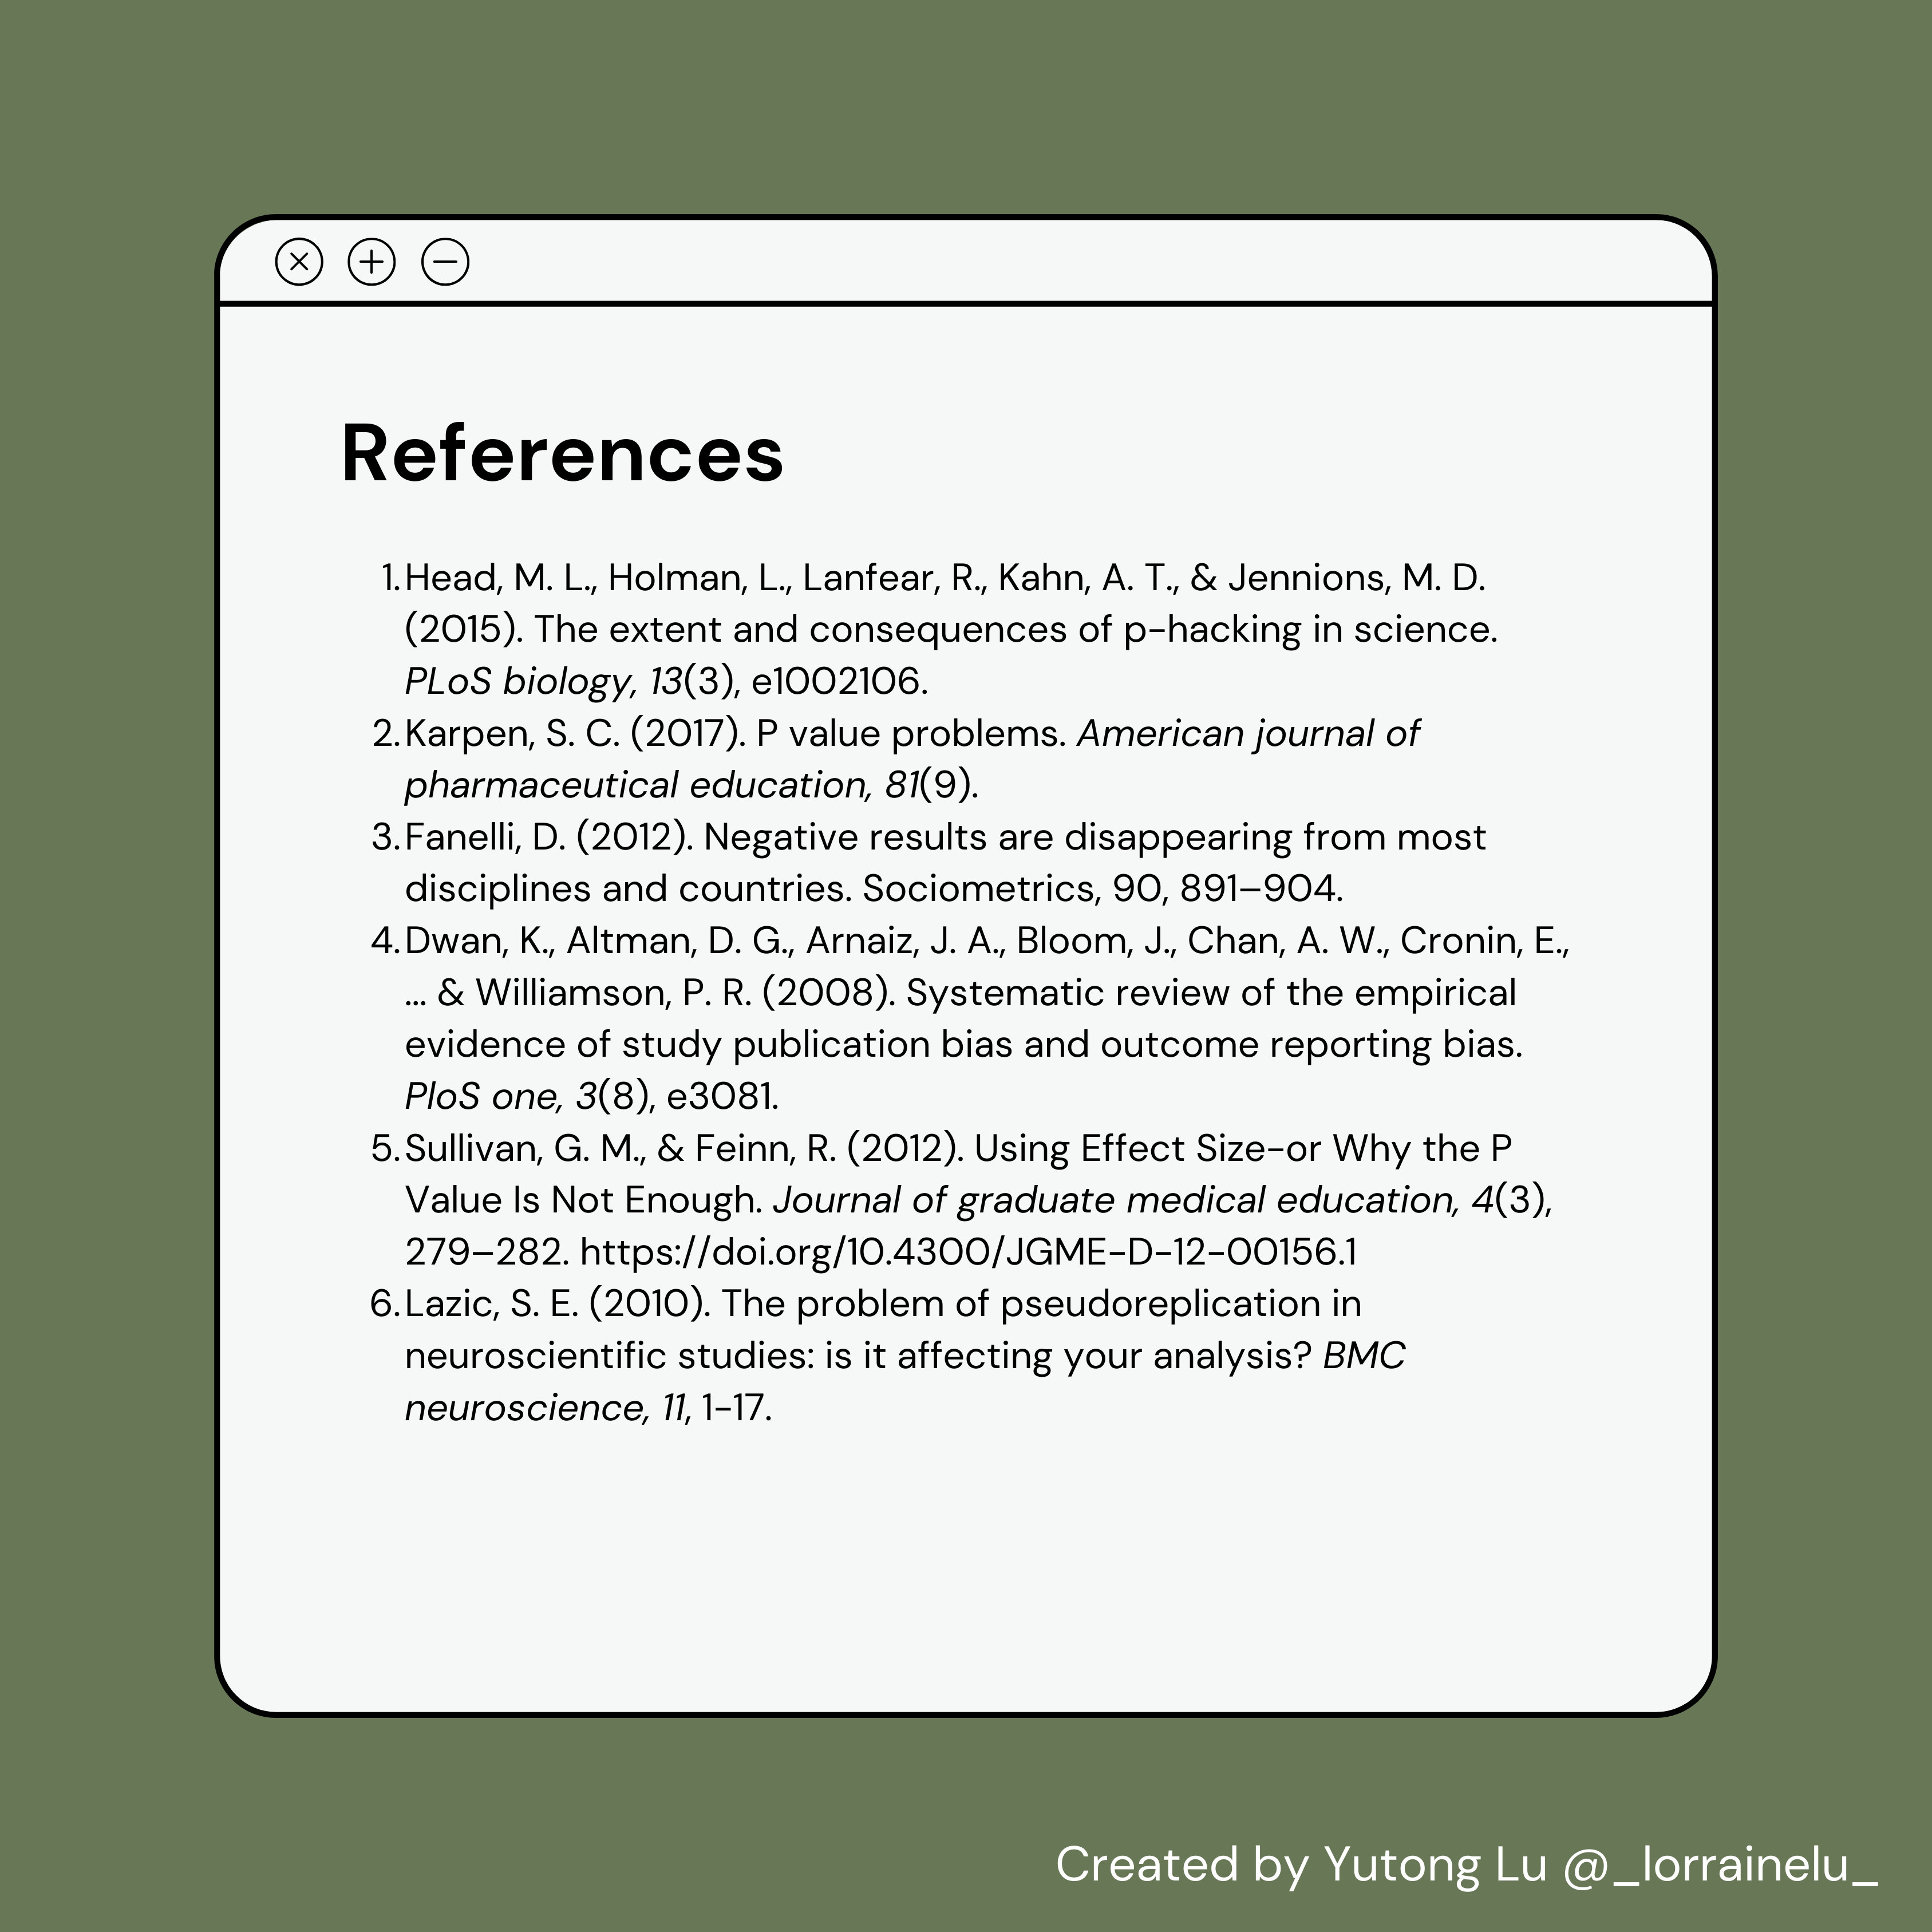 References
1. Head, M. L., Holman, L., Lanfear, R., Kahn, A. T., & Jennions, M. D.
(2015). The extent and consequences of p-hacking in science.
PLoS biology, 13(3), e1002106.
2. Karpen, S. C. (2017). P value problems. American journal of
pharmaceutical education, 81(9).
3. Fanelli, D. (2012). Negative results are disappearing from most
disciplines and countries. Sociometrics, 90, 891–904.
4. Dwan, K., Altman, D. G., Arnaiz, J. A., Bloom, J., Chan, A. W., Cronin, E.,
... & Williamson, P. R. (2008). Systematic review of the empirical
evidence of study publication bias and outcome reporting bias.
PloS one, 3(8), e3081.
5. Sullivan, G. M., & Feinn, R. (2012). Using Effect Size-or Why the P
Value Is Not Enough. Journal of graduate medical education, 4(3),
279–282. https://doi.org/10.4300/JGME-D-12-00156.1
6. Lazic, S. E. (2010). The problem of pseudoreplication in
neuroscientific studies: is it affecting your analysis? BMC
neuroscience, 11, 1-17.
Created by Yutong Lu @_lorrainelu_